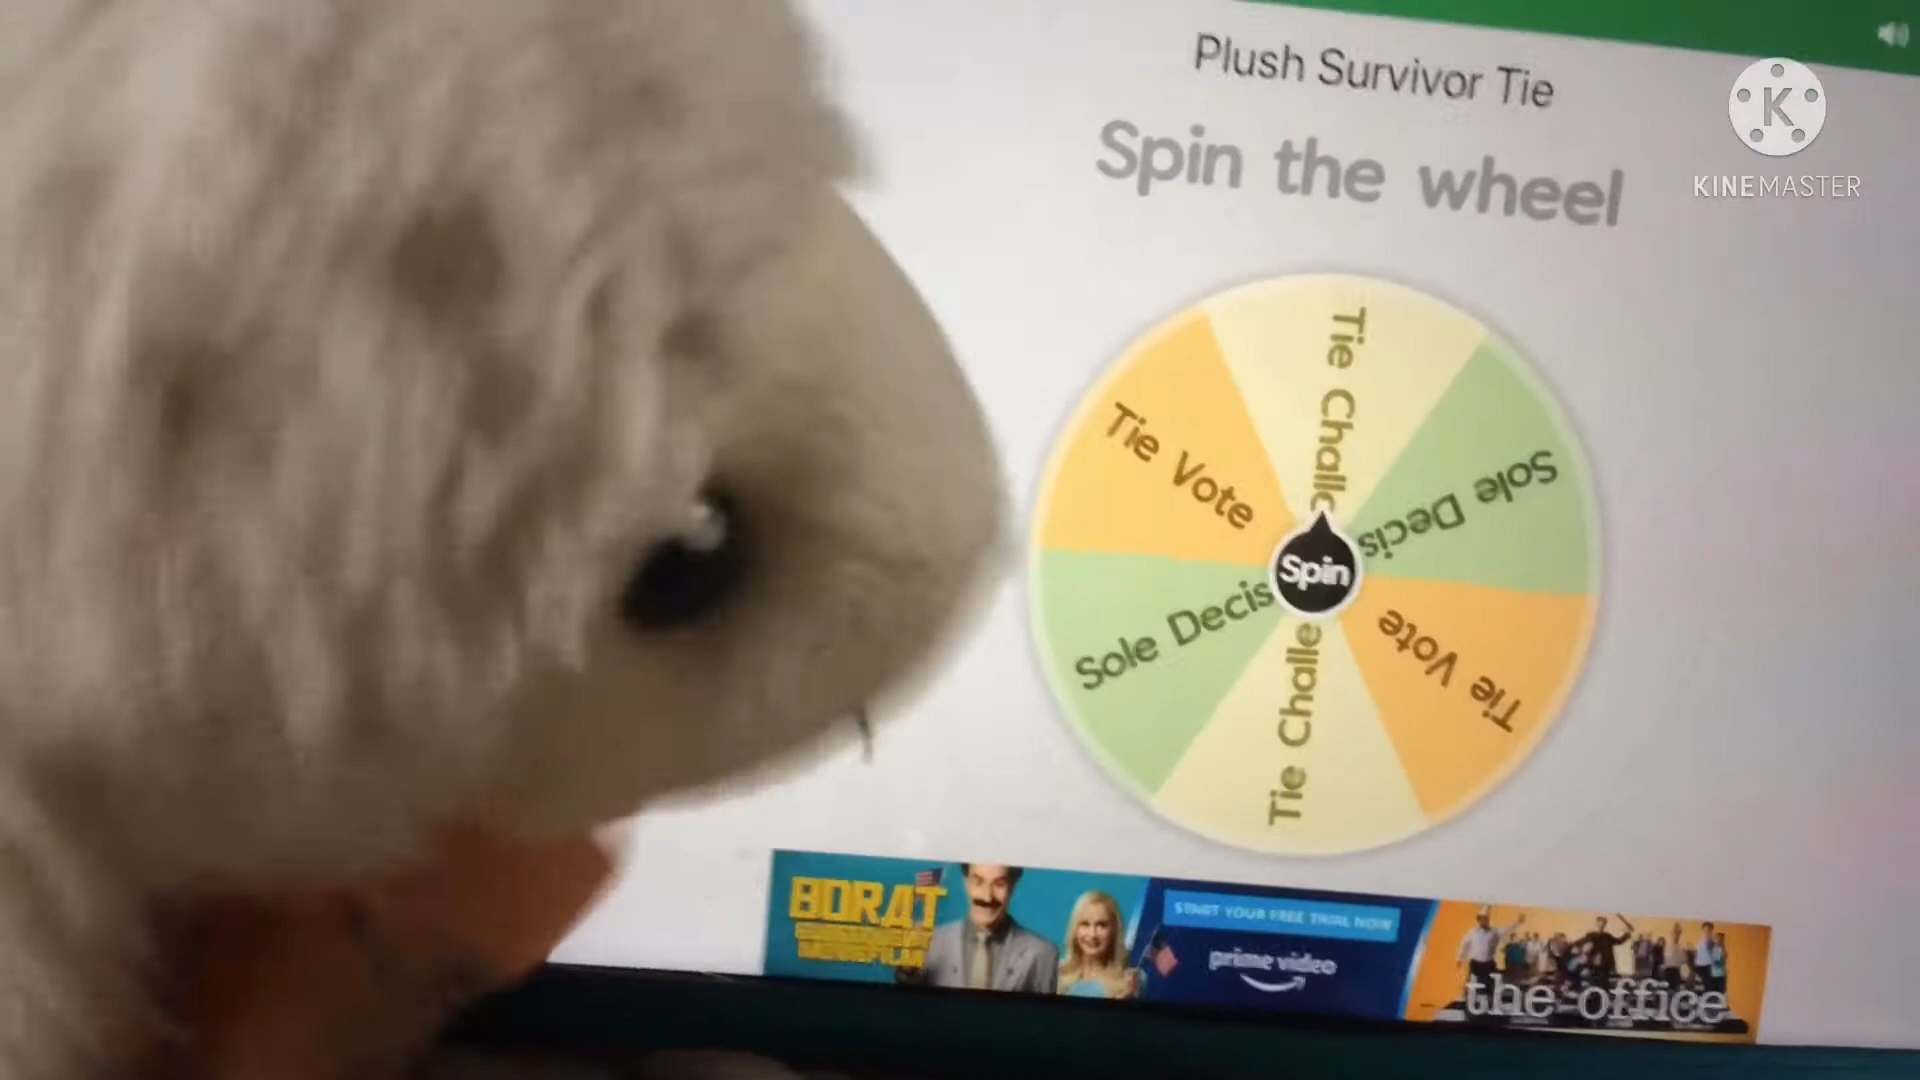 Plush Survivor Tie
KINEMASTER
Spin the wheel
Tie Challe
Sole Decis
Tie Vote
Tie Challe
Sole Decis
Tie Vote
Spin
BORAT
START YOUR FREE TRIAL NOW
prime video
the office